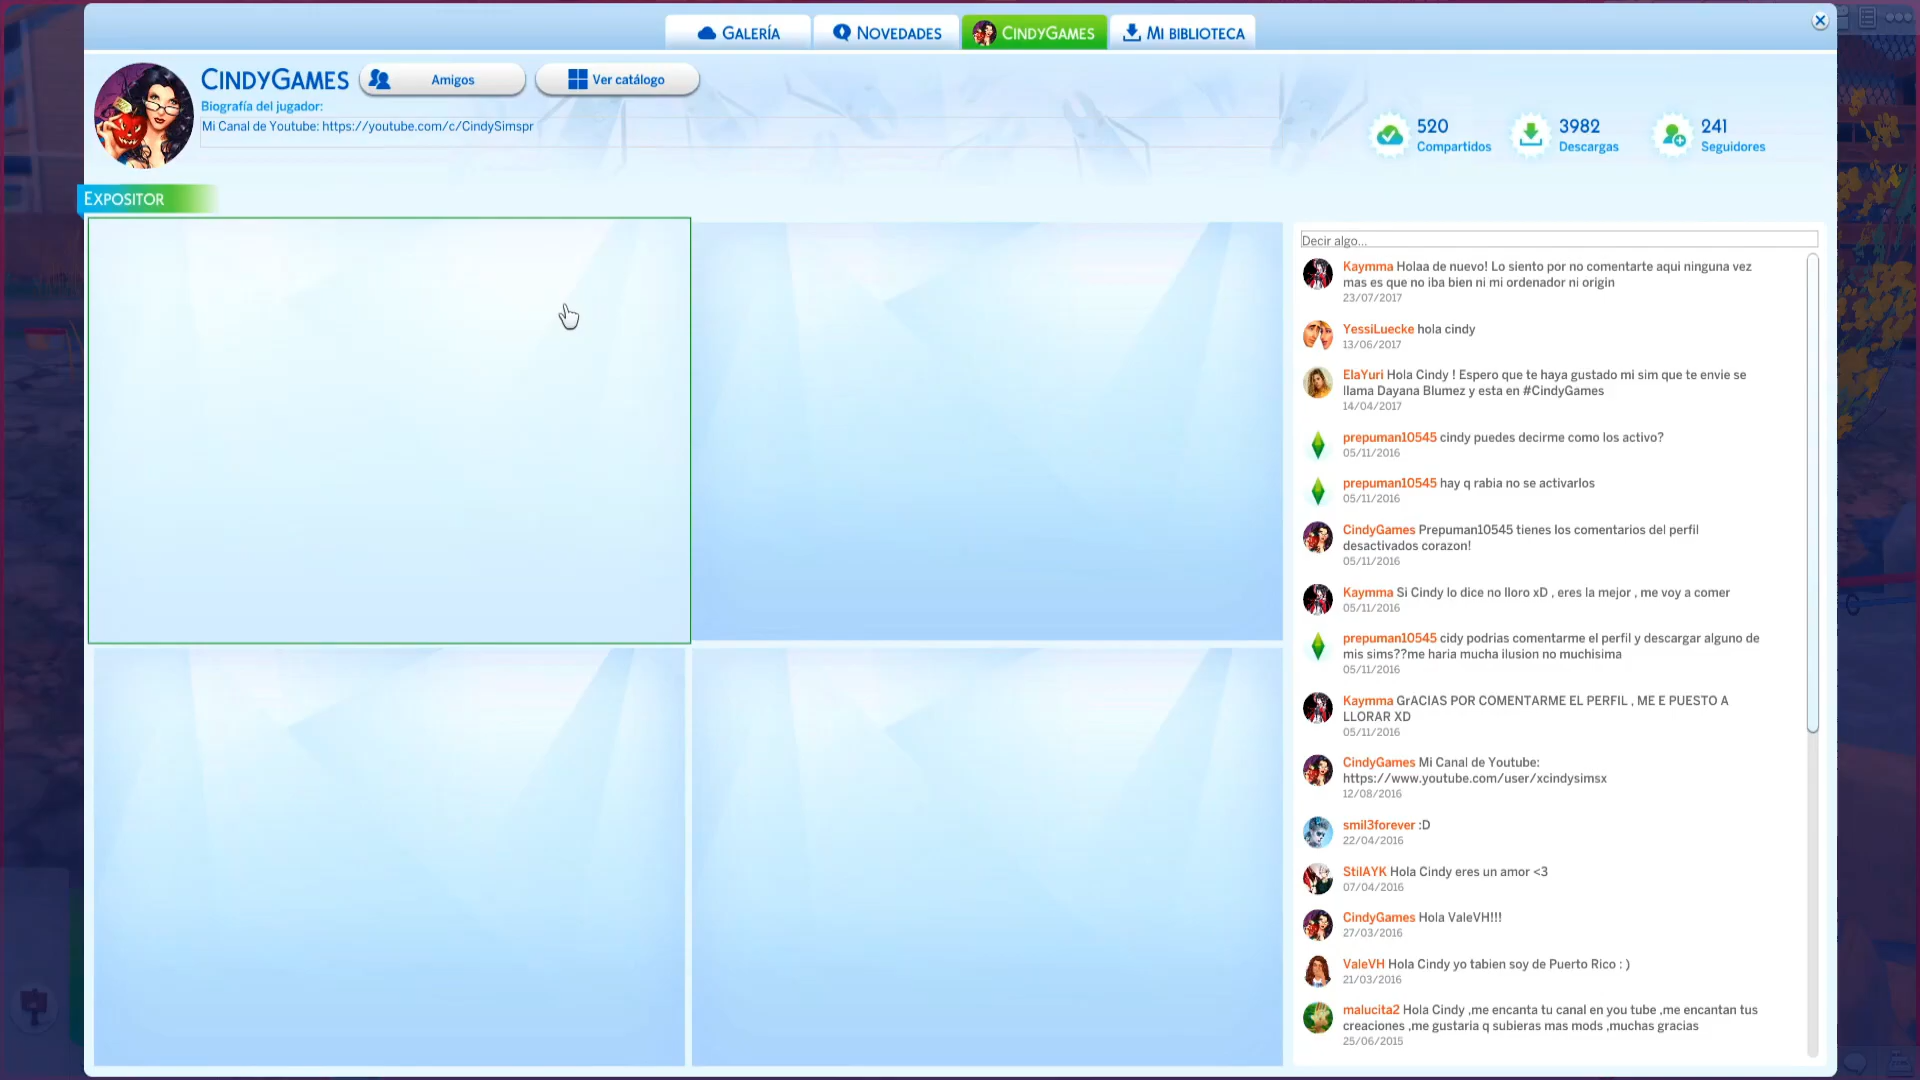 GALERÍA
NOVEDADES
CINDYGAMES
MI BIBLIOTECA
CINDYGAMES
Amigos
Ver catálogo
Biografía del jugador:
Mi Canal de Youtube: https://youtube.com/c/CindySimspr
520
Compartidos
3982
Descargas
241
Seguidores
EXPOSITOR
Decir algo...
Kaymma Holaa de nuevo! Lo siento por no comentarte aqui ninguna vez
mas es que no iba bien ni mi ordenador ni origin
23/07/2017
YessiLuecke hola cindy
13/06/2017
ElaYuri Hola Cindy ! Espero que te haya gustado mi sim que te envie se
llama Dayana Blumez y esta en #CindyGames
14/04/2017
prepuman10545 cindy puedes decirme como los activo?
05/11/2016
prepuman10545 hay q rabia no se activarlos
05/11/2016
CindyGames Prepuman10545 tienes los comentarios del perfil
desactivados corazon!
05/11/2016
Kaymma Si Cindy lo dice no lloro xD , eres la mejor , me voy a comer
05/11/2016
prepuman10545 cidy podrias comentarme el perfil y descargar alguno de
mis sims??me haria mucha ilusion no muchisima
05/11/2016
Kaymma GrACIAS POR COMENTARME EL PERFIL , ME E PUESTO A
LLORAR XD
05/11/2016
CindyGames Mi Canal de Youtube:
https://www.youtube.com/user/xcindysimsx
12/08/2016
smil3forever :D
22/04/2016
StilAYK Hola Cindy eres un amor <3
07/04/2016
CindyGames Hola ValeVH!!!
27/03/2016
ValeVH Hola Cindy yo tabien soy de Puerto Rico : )
21/03/2016
malucita2 Hola Cindy ,me encanta tu canal en you tube ,me encantan tus
creaciones ,me gustaria q subieras mas mods ,muchas gracias
25/06/2015